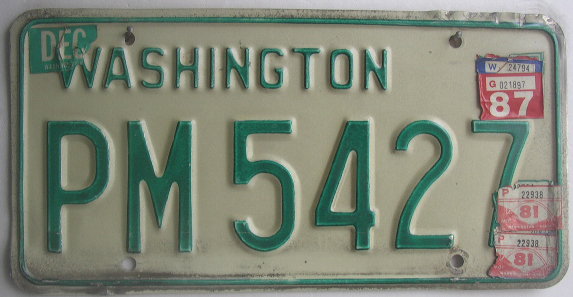 DEC
WASHINGTON
W 24794
G 021897
87
PM 5427
P 22938
81
P 22938
81